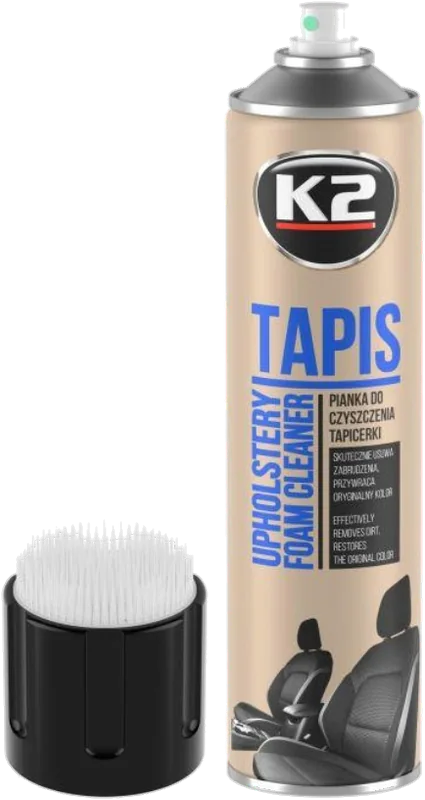 K2
TAPIS
UPHOLSTERY
FOAM CLEANER
PIANKA DO
CZYSZCZENIA
TAPICERKI
SKUTECZNIE USUWA
ZABRUDZENIA,
PRZYWRACA
ORYGINALNY KOLOR
EFFECTIVELY
REMOVES DIRT,
RESTORES
THE ORIGINAL COLOR